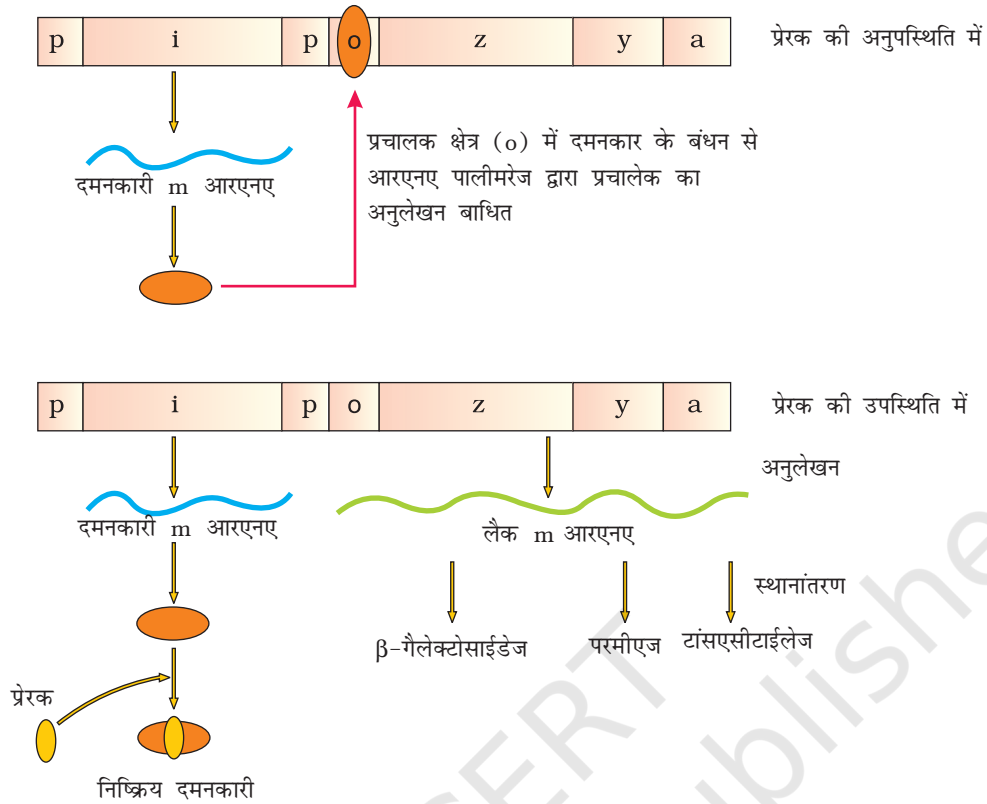 p i p o z y a प्रेरक की अनुपस्थिति में
प्रचालक क्षेत्र (o) में दमनकार के बंधन से
आरएनए पालीमरेज द्वारा प्रचालेक का
अनुलेखन बाधित
दमनकारी m आरएनए
p i p o z y a प्रेरक की उपस्थिति में
अनुलेखन
दमनकारी m आरएनए
लैक m आरएनए
स्थानांतरण
β-गैलेक्टोसाईडेज परमीएज टांसएसीटाईलेज
प्रेरक
निष्क्रिय दमनकारी